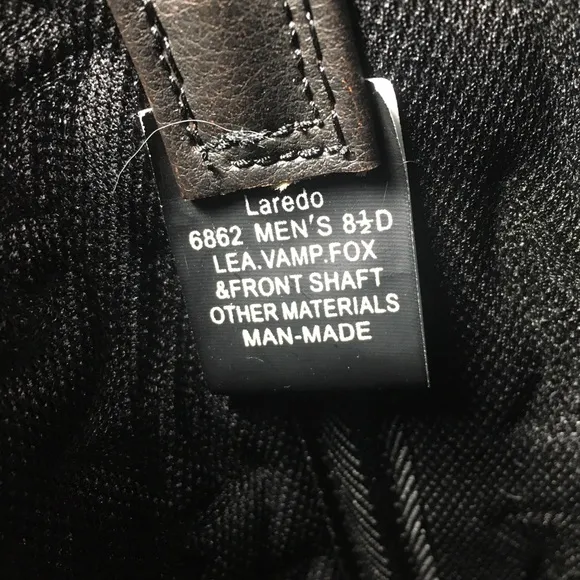 Laredo
6862 MEN'S 8½D
LEA.VAMP.FOX
&FRONT SHAFT
OTHER MATERIALS
MAN-MADE